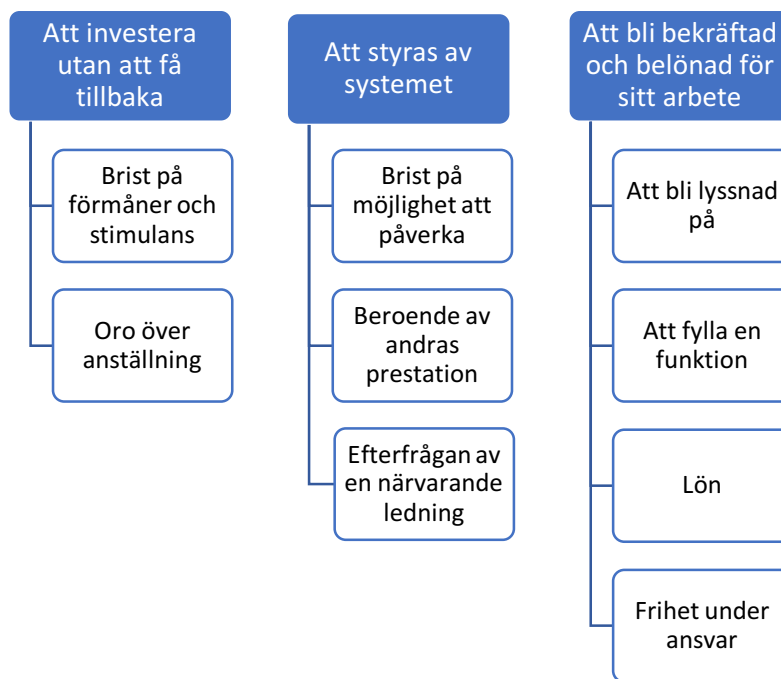 Att investera
utan att få
tillbaka
Brist på
förmåner och
stimulans
Oro över
anställning
Att styras av
systemet
Brist på
möjlighet att
påverka
Beroende av
andras
prestation
Efterfrågan av
en närvarande
ledning
Att bli bekräftad
och belönad för
sitt arbete
Att bli lyssnad
på
Att fylla en
funktion
Lön
Frihet under
ansvar